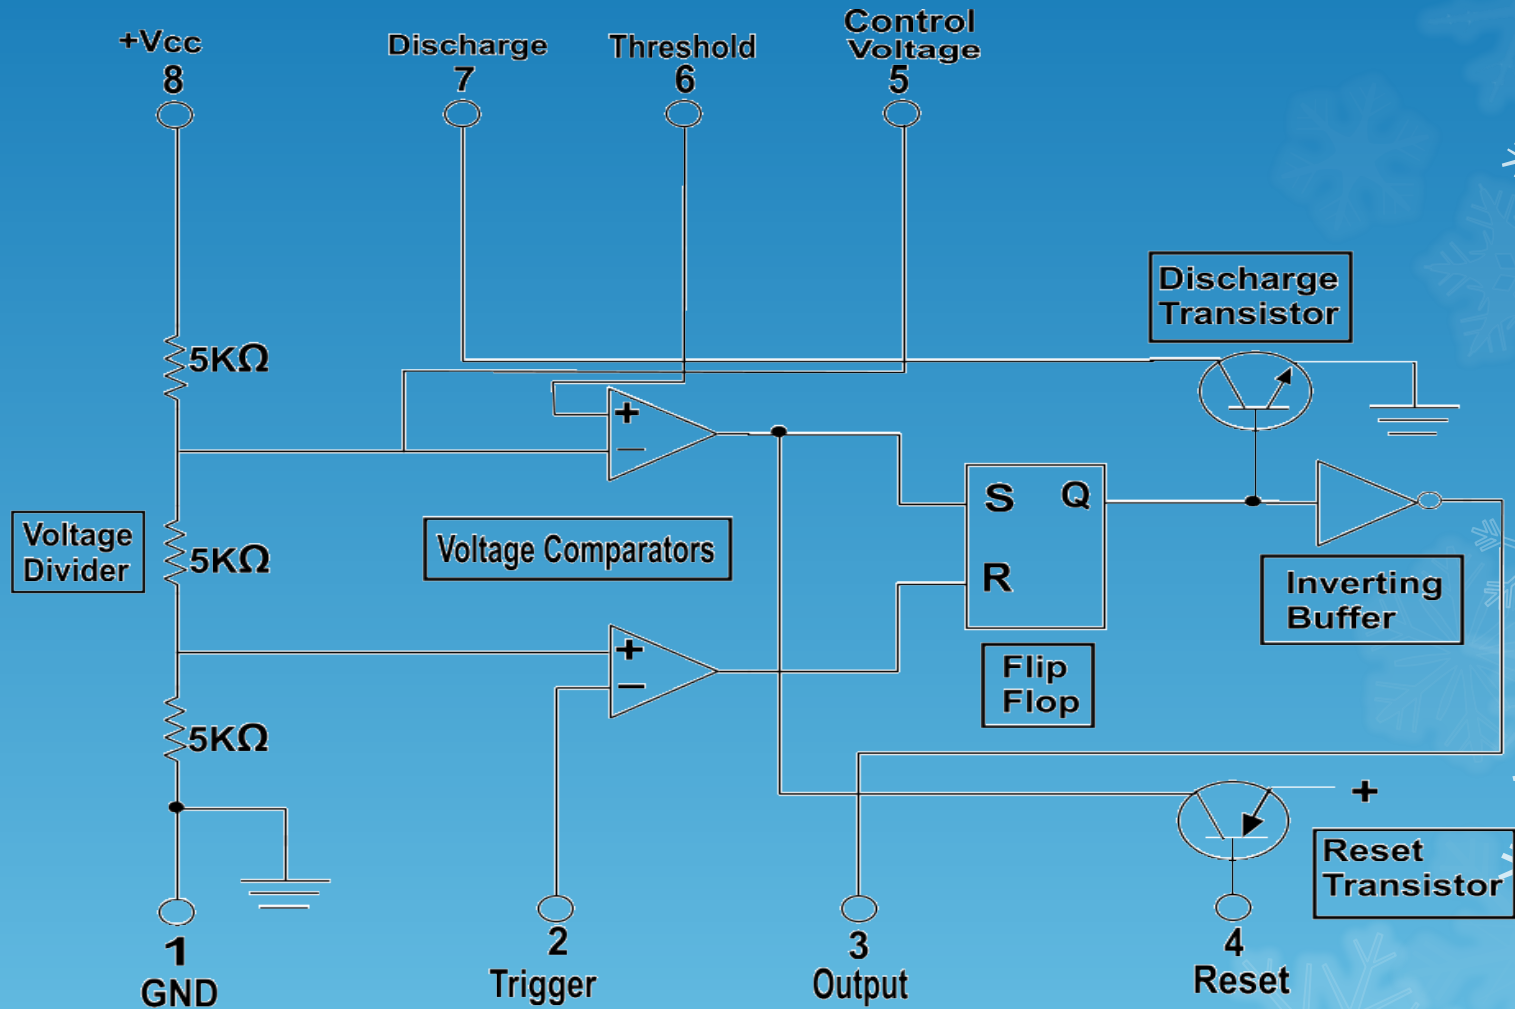 +Vcc
8
Discharge
7
Threshold
6
Control
Voltage
5
Discharge
Transistor
5KΩ
+
−
Voltage
Divider
5KΩ
Voltage Comparators
S
Q
R
Inverting
Buffer
+
−
Flip
Flop
5KΩ
+
Reset
Transistor
1
GND
2
Trigger
3
Output
4
Reset